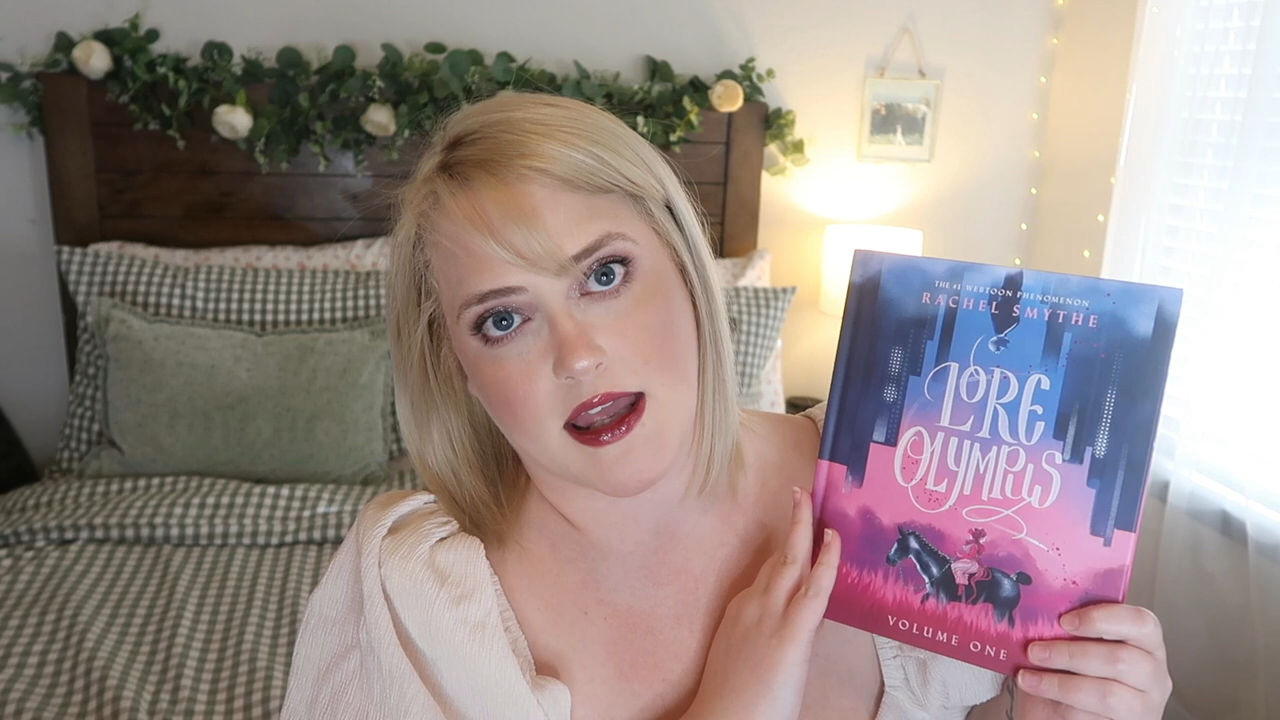 THE #1 WEBTOON PHENOMENON
RACHEL SMYTHE
LORE
OLYMPUS
VOLUME ONE